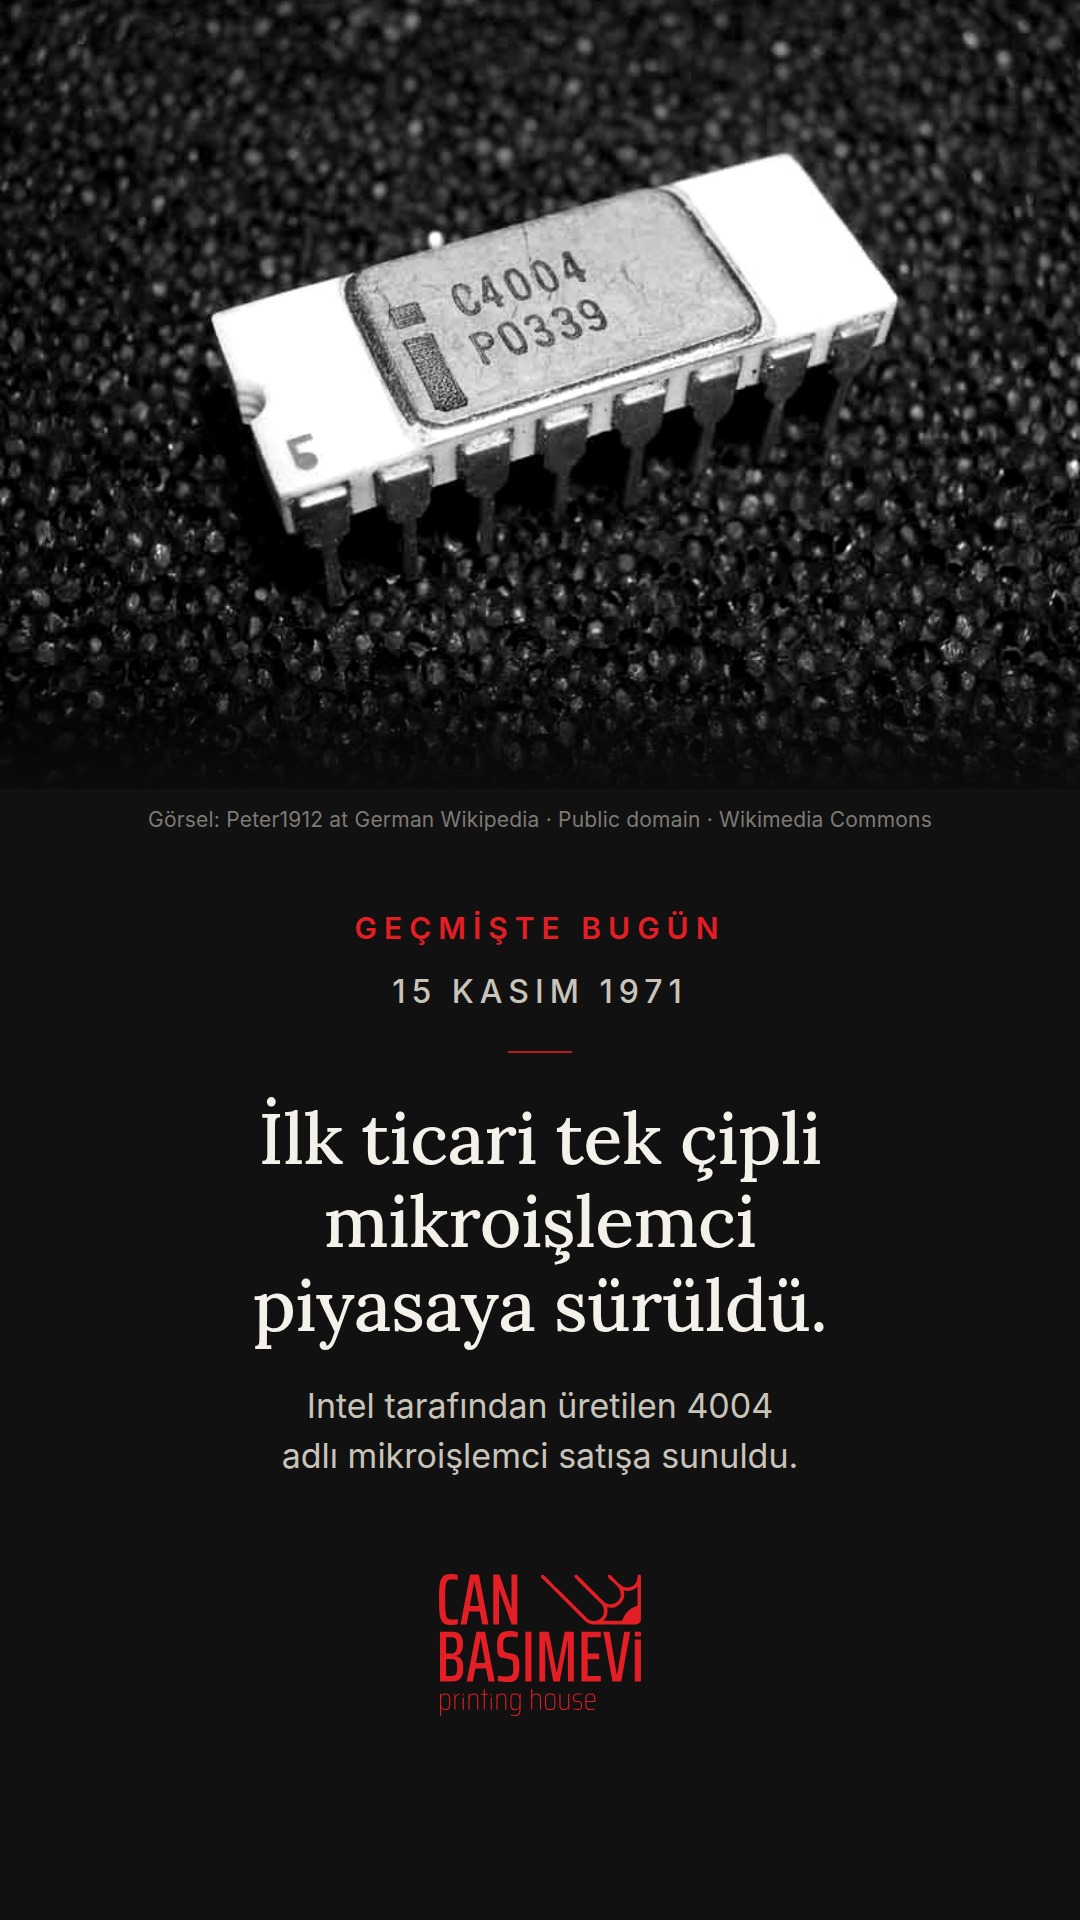 C4004
P0339
5
Görsel: Peter1912 at German Wikipedia · Public domain · Wikimedia Commons
GEÇMİŞTE BUGÜN
15 KASIM 1971
İlk ticari tek çipli
mikroişlemci
piyasaya sürüldü.
Intel tarafından üretilen 4004
adlı mikroişlemci satışa sunuldu.
CAN
BASIMEVİ
printing house